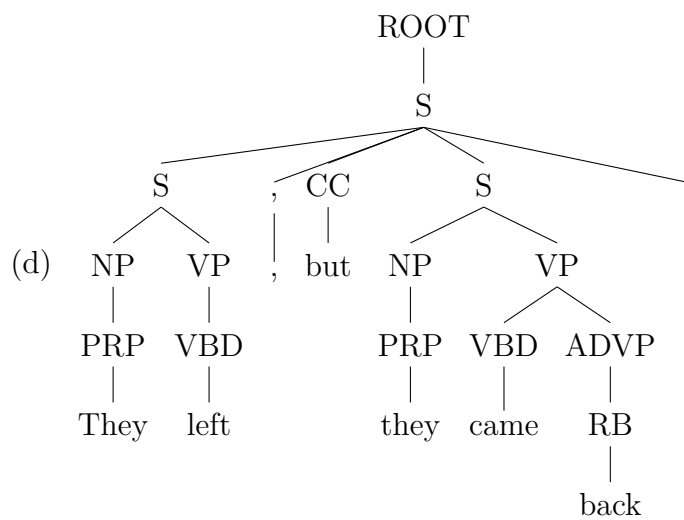 ROOT
S
S , CC S
(d) NP VP , but NP VP
PRP VBD PRP VBD ADVP
They left they came RB
back